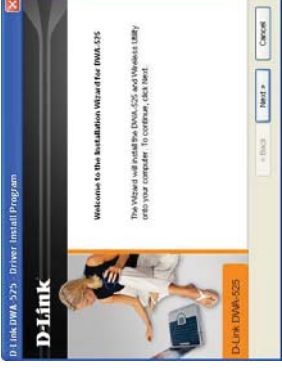 D-Link DWA-525 - Driver Install Program
D-Link
Welcome to the Installation Wizard for DWA-525
The Wizard will install the DWA-525 and Wireless Utility
onto your computer. To continue, click Next.
D-Link DWA-525
< Back
Next >
Cancel